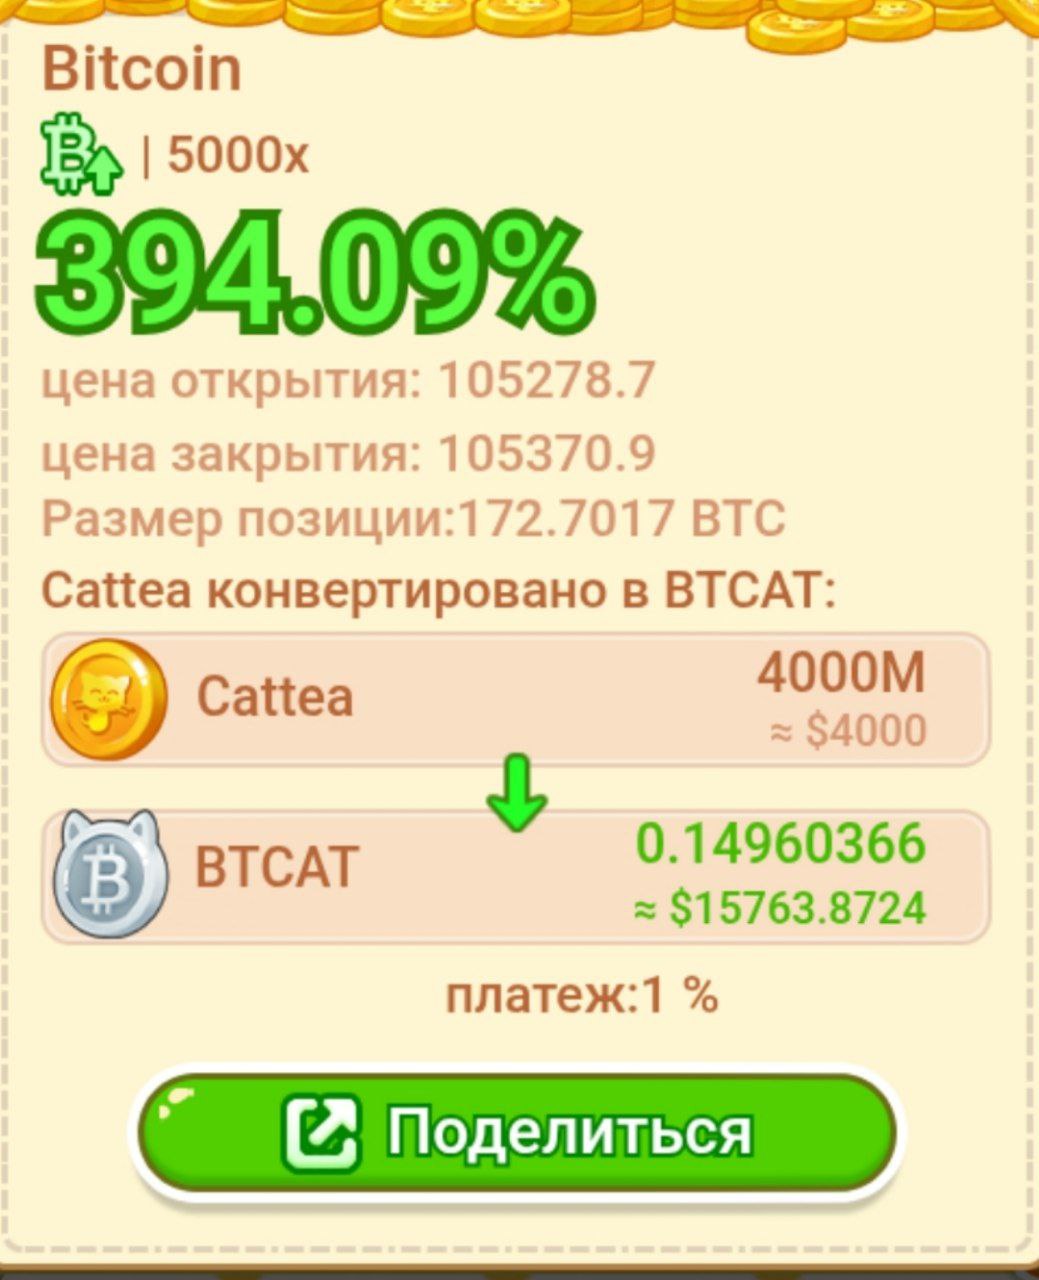 Bitcoin
| 5000x
394.09%
цена открытия: 105278.7
цена закрытия: 105370.9
Размер позиции:172.7017 BTC
Cattea конвертировано в BTCAT:
Cattea 4000M
≈ $4000
BTCAT 0.14960366
≈ $15763.8724
платеж:1 %
Поделиться